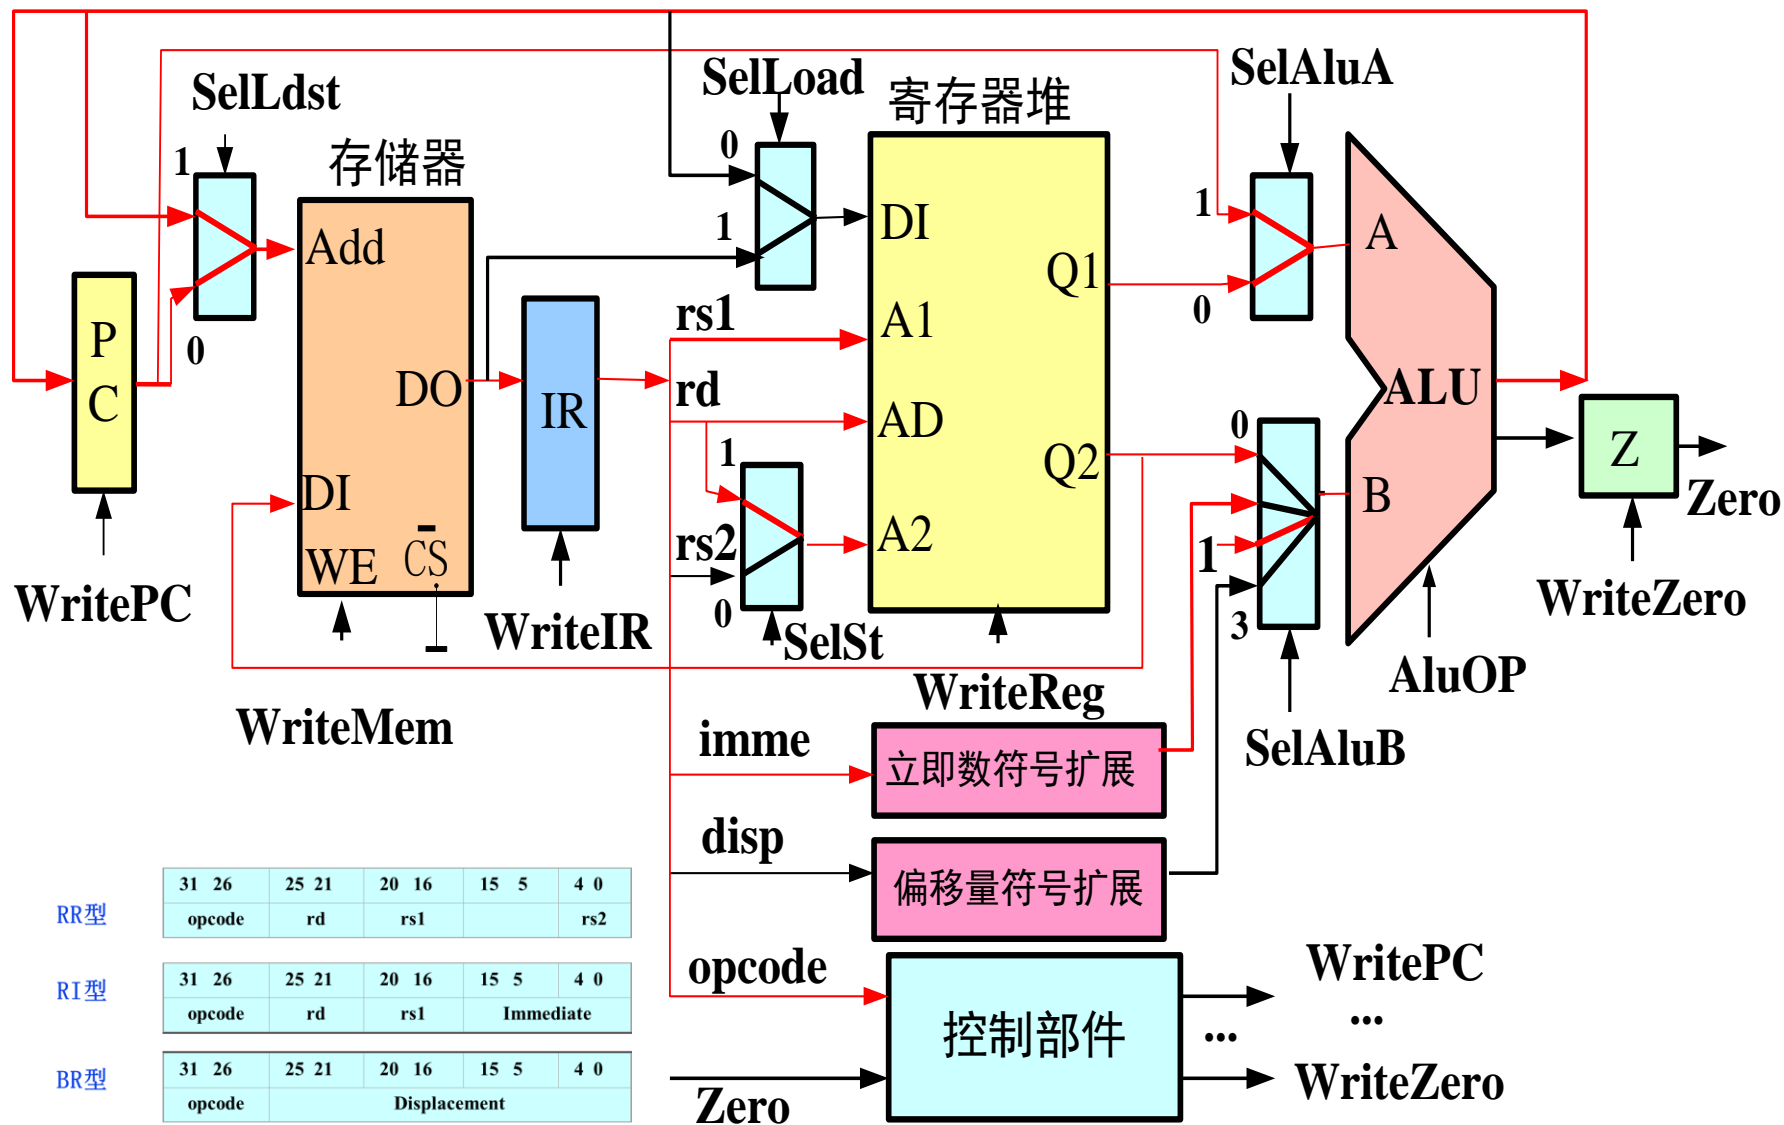 SelLdst
SelLoad
寄存器堆
SelAluA
1
存储器
0
1
0
1
0
Add
DI
Q1
A
P
C
rs1
A1
rd
DO
IR
AD
ALU
0
Z
Zero
1
Q2
DI
rs2
A2
B
1
WE
CS
0
3
WritePC
WriteIR
SelSt
WriteZero
AluOP
WriteMem
WriteReg
SelAluB
imme
立即数符号扩展
disp
偏移量符号扩展
opcode
控制部件
WritePC
...
...
WriteZero
Zero
31 26 25 21 20 16 15 5 4 0
RR型 opcode rd rs1 rs2
31 26 25 21 20 16 15 5 4 0
RI型 opcode rd rs1 Immediate
31 26 25 21 20 16 15 5 4 0
BR型 opcode Displacement